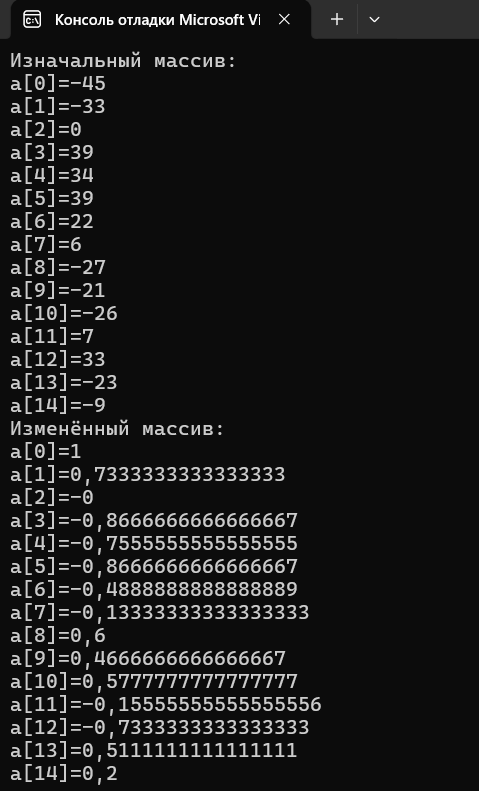 Консоль отладки Microsoft Vi
Изначальный массив:
a[0]=-45
a[1]=-33
a[2]=0
a[3]=39
a[4]=34
a[5]=39
a[6]=22
a[7]=6
a[8]=-27
a[9]=-21
a[10]=-26
a[11]=7
a[12]=33
a[13]=-23
a[14]=-9
Изменённый массив:
a[0]=1
a[1]=0,7333333333333333
a[2]=-0
a[3]=-0,8666666666666667
a[4]=-0,7555555555555555
a[5]=-0,8666666666666667
a[6]=-0,4888888888888889
a[7]=-0,13333333333333333
a[8]=0,6
a[9]=0,4666666666666667
a[10]=0,5777777777777777
a[11]=-0,15555555555555556
a[12]=-0,7333333333333333
a[13]=0,5111111111111111
a[14]=0,2